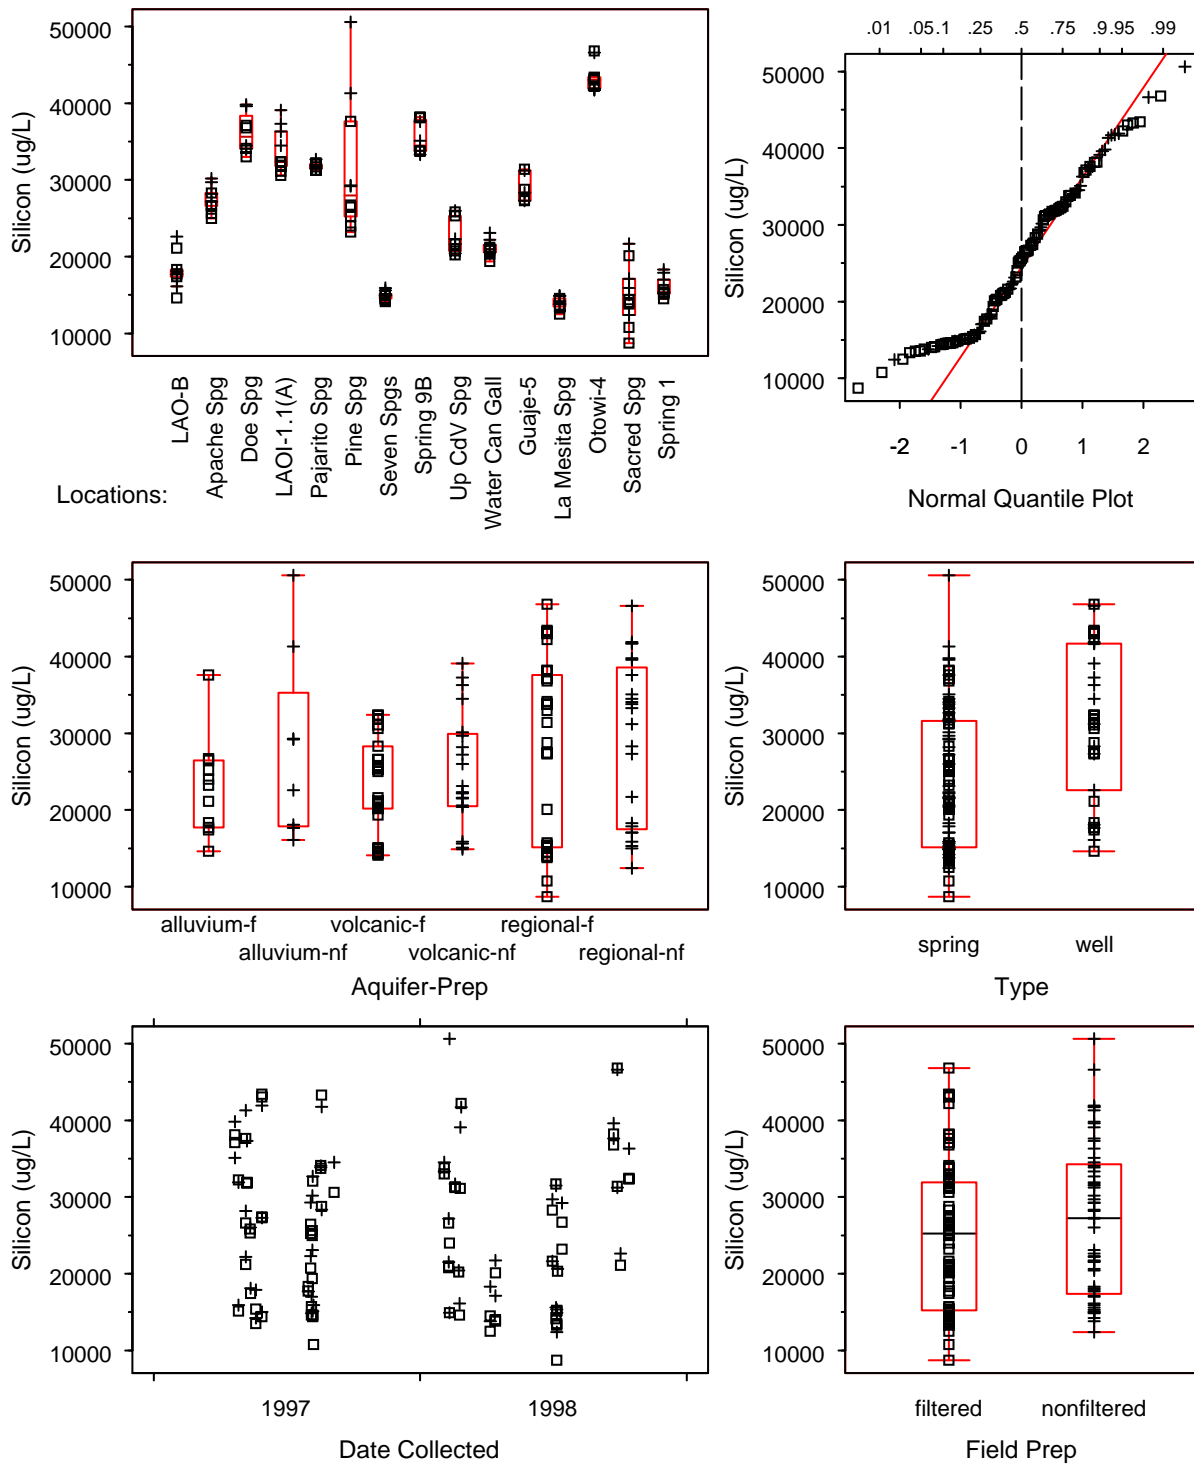 50000
40000
30000
20000
10000
Silicon (ug/L)
LAO-B
Apache Spg
Doe Spg
LAOI-1.1(A)
Pajarito Spg
Pine Spg
Seven Spgs
Spring 9B
Up CdV Spg
Water Can Gall
Guaje-5
La Mesita Spg
Otowi-4
Sacred Spg
Spring 1
Locations:
.01 .05 .1 .25 .5 .75 .9 .95 .99
50000
40000
30000
20000
10000
Silicon (ug/L)
-2 -1 0 1 2
Normal Quantile Plot
50000
40000
30000
20000
10000
Silicon (ug/L)
alluvium-f volcanic-f regional-f
alluvium-nf volcanic-nf regional-nf
Aquifer-Prep
50000
40000
30000
20000
10000
Silicon (ug/L)
spring well
Type
50000
40000
30000
20000
10000
Silicon (ug/L)
1997 1998
Date Collected
50000
40000
30000
20000
10000
Silicon (ug/L)
filtered nonfiltered
Field Prep